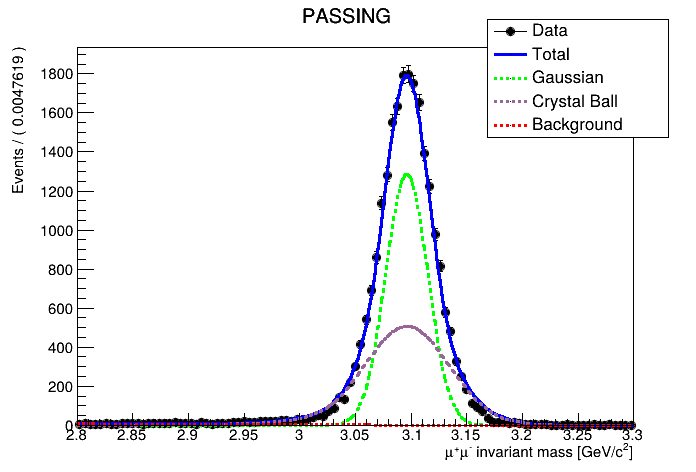 PASSING
Data
Total
Gaussian
Crystal Ball
Background
Events / ( 0.0047619 )
1800
1600
1400
1200
1000
800
600
400
200
0
2.8 2.85 2.9 2.95 3 3.05 3.1 3.15 3.2 3.25 3.3
μ⁺μ⁻ invariant mass [GeV/c²]